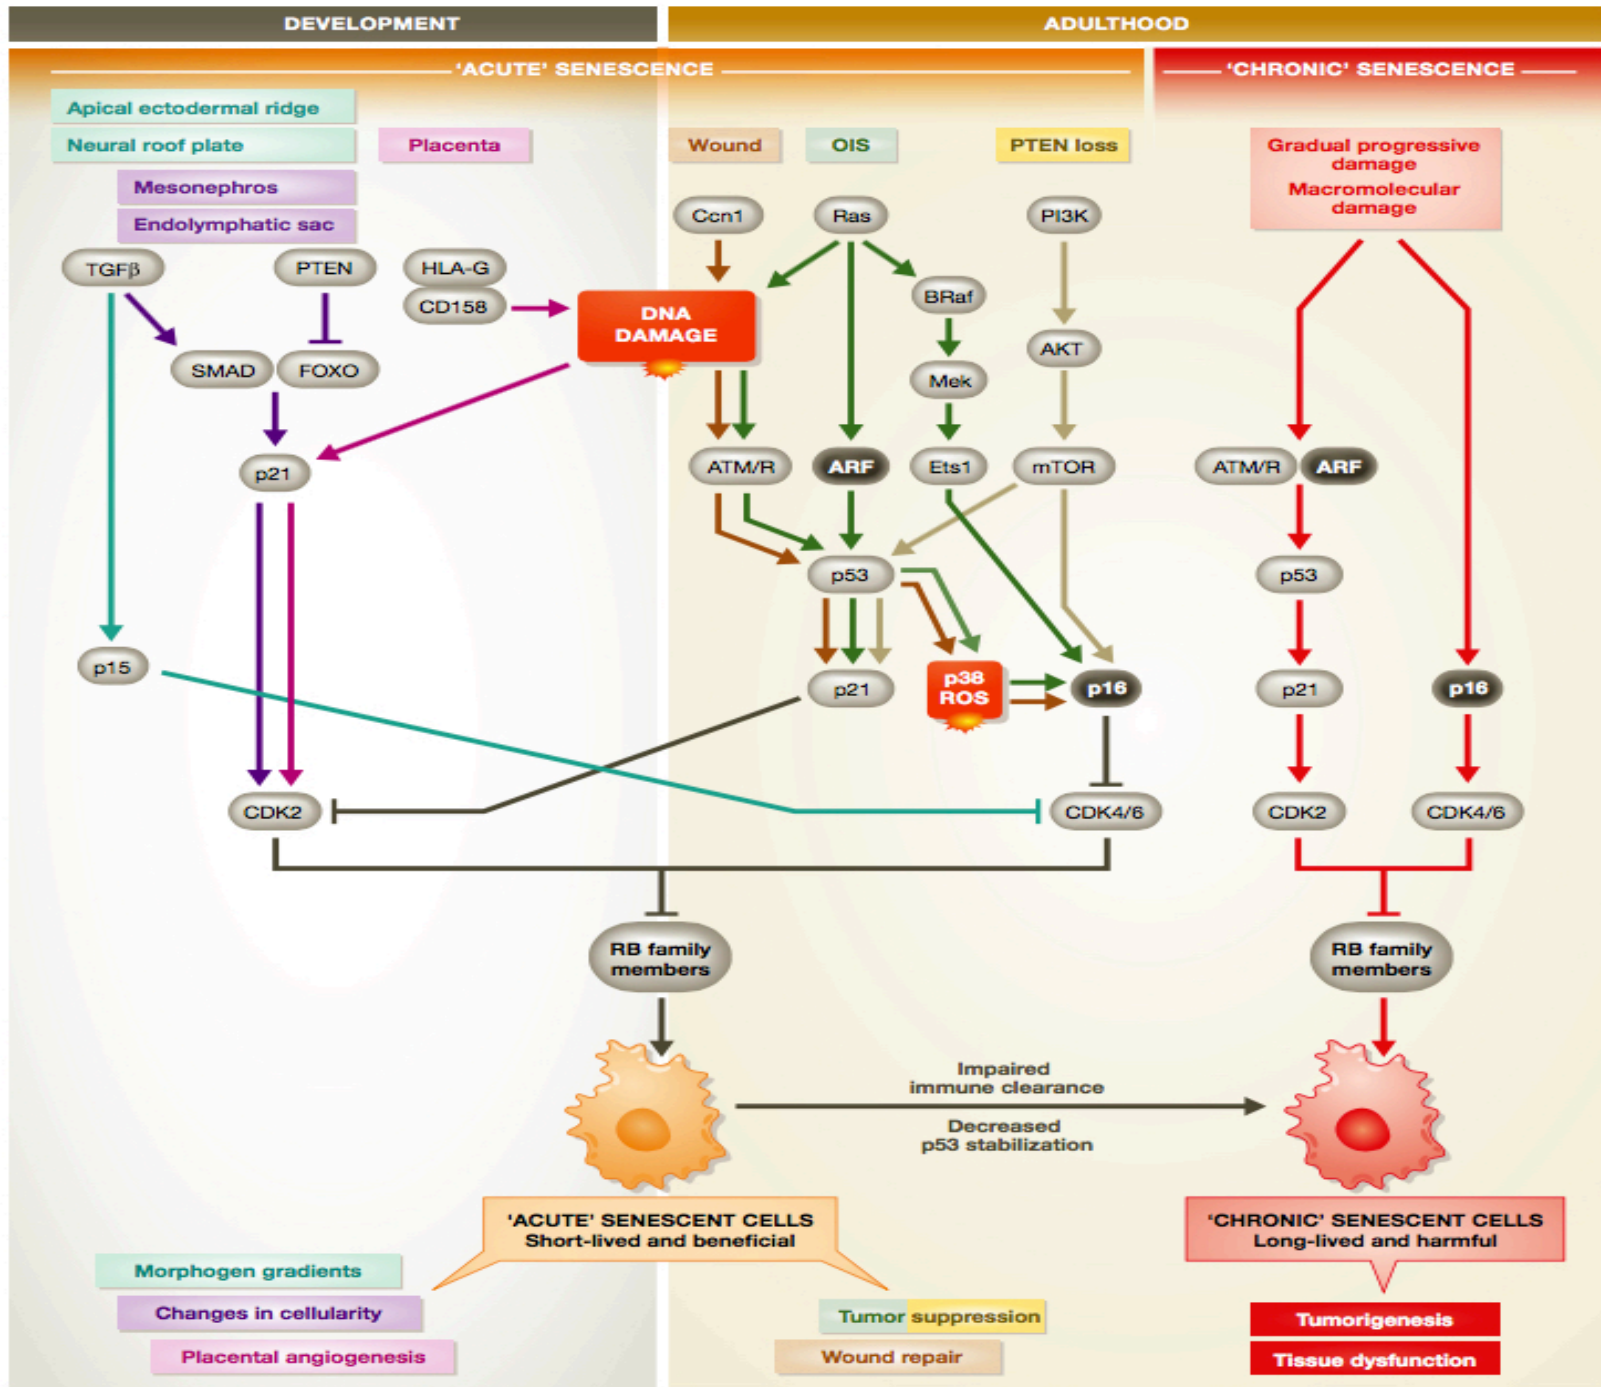 DEVELOPMENT
ADULTHOOD
'ACUTE' SENESCENCE
'CHRONIC' SENESCENCE
Apical ectodermal ridge
Neural roof plate
Placenta
Mesonephros
Endolymphatic sac
Wound
OIS
PTEN loss
Gradual progressive
damage
Macromolecular
damage
Ccn1
Ras
PI3K
TGFβ
PTEN
HLA-G
CD158
DNA
DAMAGE
BRaf
AKT
SMAD
FOXO
Mek
p21
ATM/R
ARF
Ets1
mTOR
ATM/R
ARF
p53
p53
p15
p21
p38
ROS
p16
p21
p16
CDK2
CDK4/6
CDK2
CDK4/6
RB family
members
RB family
members
Impaired
immune clearance
Decreased
p53 stabilization
'ACUTE' SENESCENT CELLS
Short-lived and beneficial
'CHRONIC' SENESCENT CELLS
Long-lived and harmful
Morphogen gradients
Changes in cellularity
Placental angiogenesis
Tumor suppression
Wound repair
Tumorigenesis
Tissue dysfunction